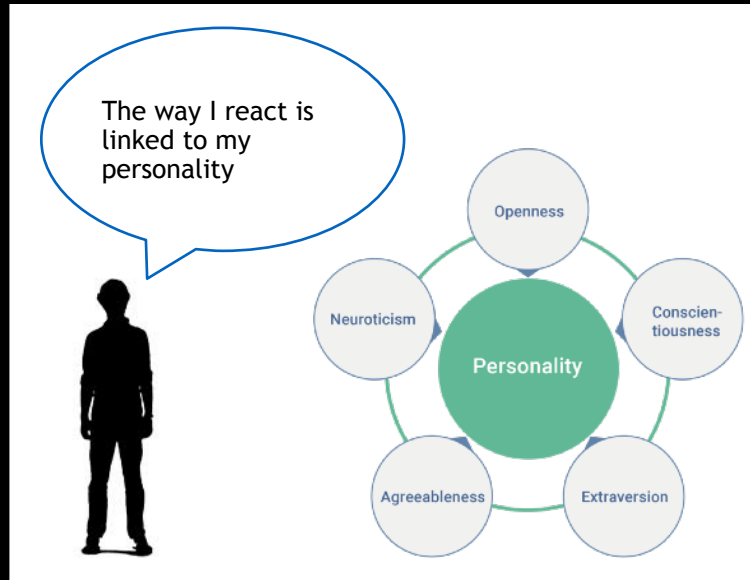 The way I react is
linked to my
personality
Openness
Neuroticism
Conscien-
tiousness
Personality
Agreeableness
Extraversion